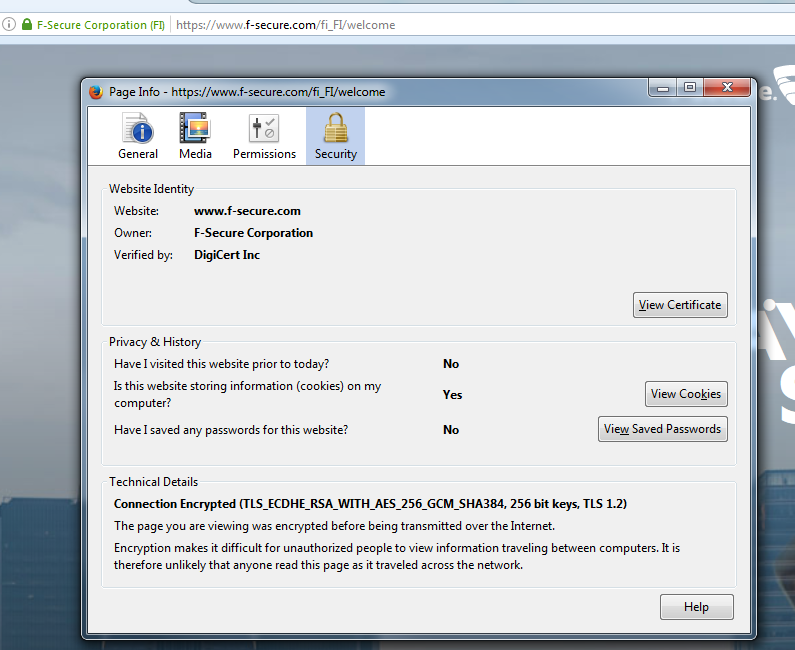 F-Secure Corporation (FI) https://www.f-secure.com/fi_FI/welcome
Page Info - https://www.f-secure.com/fi_FI/welcome
General Media Permissions Security
Website Identity
Website: www.f-secure.com
Owner: F-Secure Corporation
Verified by: DigiCert Inc
View Certificate
Privacy & History
Have I visited this website prior to today? No
Is this website storing information (cookies) on my
computer?
Yes
View Cookies
Have I saved any passwords for this website? No
View Saved Passwords
Technical Details
Connection Encrypted (TLS_ECDHE_RSA_WITH_AES_256_GCM_SHA384, 256 bit keys, TLS 1.2)
The page you are viewing was encrypted before being transmitted over the Internet.
Encryption makes it difficult for unauthorized people to view information traveling between computers. It is
therefore unlikely that anyone read this page as it traveled across the network.
Help